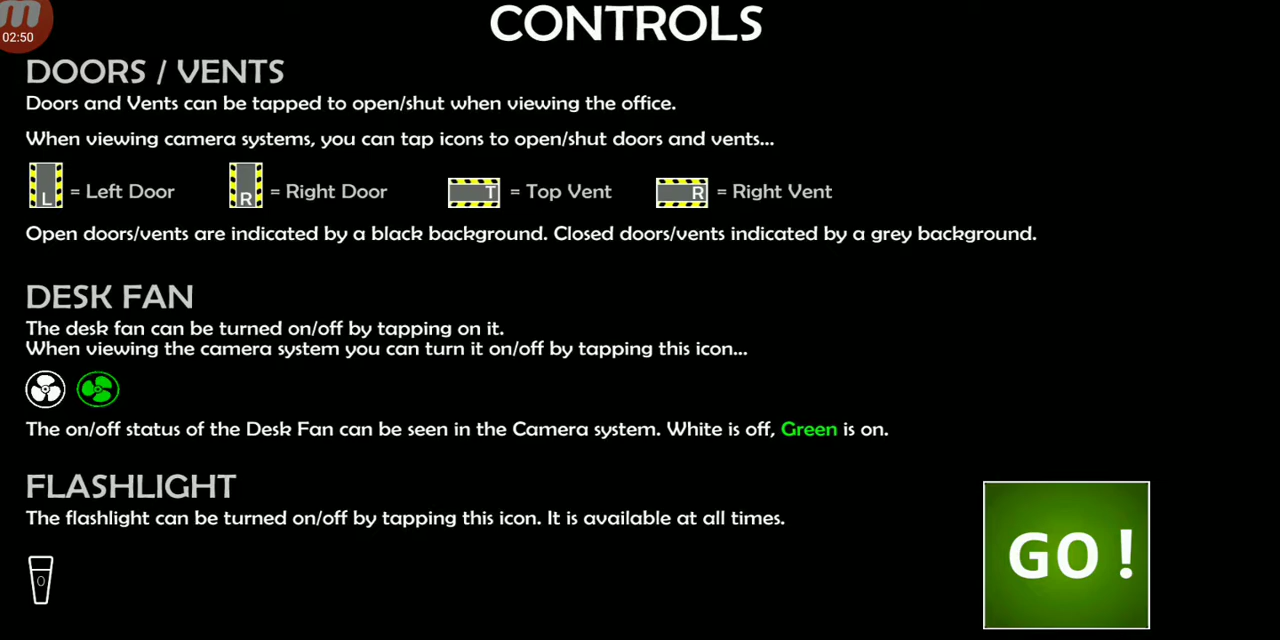 02:50
CONTROLS
DOORS / VENTS
Doors and Vents can be tapped to open/shut when viewing the office.
When viewing camera systems, you can tap icons to open/shut doors and vents...
L = Left Door R = Right Door T = Top Vent R = Right Vent
Open doors/vents are indicated by a black background. Closed doors/vents indicated by a grey background.
DESK FAN
The desk fan can be turned on/off by tapping on it.
When viewing the camera system you can turn it on/off by tapping this icon...
The on/off status of the Desk Fan can be seen in the Camera system. White is off, Green is on.
FLASHLIGHT
The flashlight can be turned on/off by tapping this icon. It is available at all times.
GO!